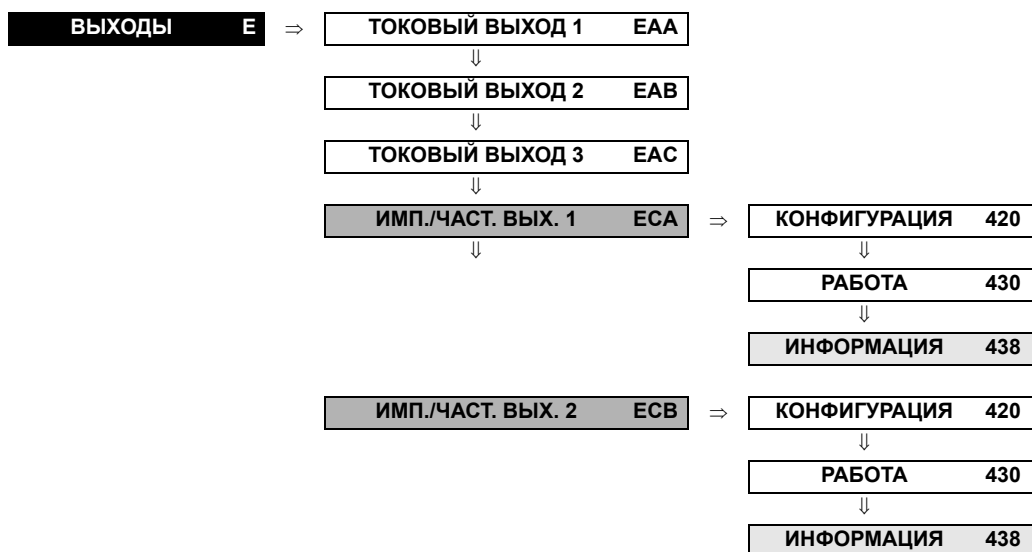 ВЫХОДЫ E ⇒ ТОКОВЫЙ ВЫХОД 1 EAA
⇓
ТОКОВЫЙ ВЫХОД 2 EAB
⇓
ТОКОВЫЙ ВЫХОД 3 EAC
⇓
ИМП./ЧАСТ. ВЫХ. 1 ECA ⇒ КОНФИГУРАЦИЯ 420
⇓ ⇓
РАБОТА 430
⇓
ИНФОРМАЦИЯ 438
ИМП./ЧАСТ. ВЫХ. 2 ECB ⇒ КОНФИГУРАЦИЯ 420
⇓
РАБОТА 430
⇓
ИНФОРМАЦИЯ 438